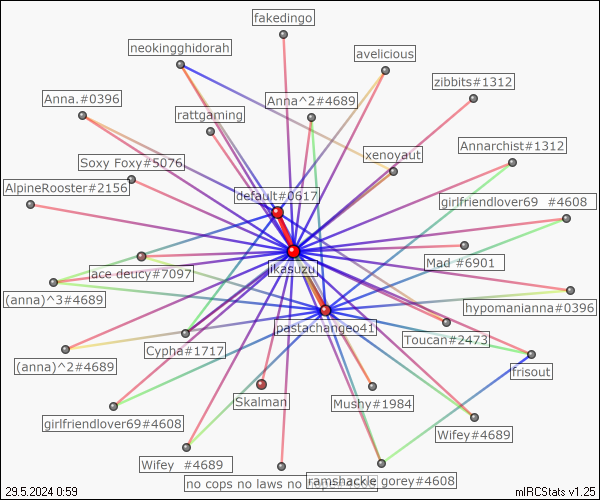 fakedingo
neokingghidorah
avelicious
zibbits#1312
Anna.#0396
Anna^2#4689
rattgaming
Annarchist#1312
xenoyaut
Soxy Foxy#5076
AlpineRooster#2156
default#0617
girlfriendlover69 #4608
Mad #6901
ikasuzu
ace deucy#7097
(anna)^3#4689
hypomanianna#0396
pastachangeo41
Toucan#2473
Cypha#1717
(anna)^2#4689
frisout
Skalman
Mushy#1984
girlfriendlover69#4608
Wifey#4689
Wifey #4689
ramshackle gorey#4608
no cops no laws no
29.5.2024 0:59
mIRCStats v1.25